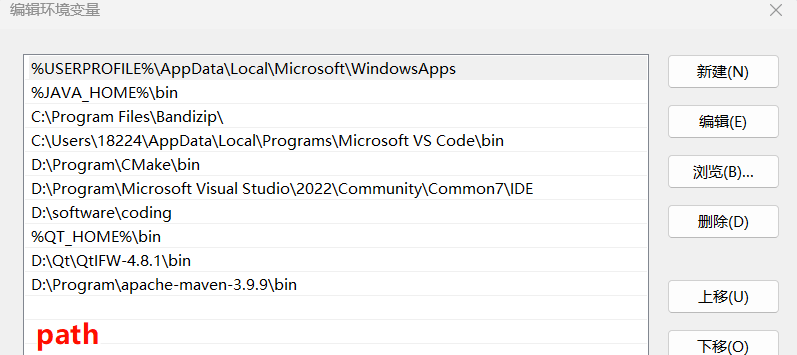 编辑环境变量
%USERPROFILE%\AppData\Local\Microsoft\WindowsApps
%JAVA_HOME%\bin
C:\Program Files\Bandizip\
C:\Users\18224\AppData\Local\Programs\Microsoft VS Code\bin
D:\Program\CMake\bin
D:\Program\Microsoft Visual Studio\2022\Community\Common7\IDE
D:\software\coding
%QT_HOME%\bin
D:\Qt\QtIFW-4.8.1\bin
D:\Program\apache-maven-3.9.9\bin
path
新建(N)
编辑(E)
浏览(B)...
删除(D)
上移(U)
下移(O)